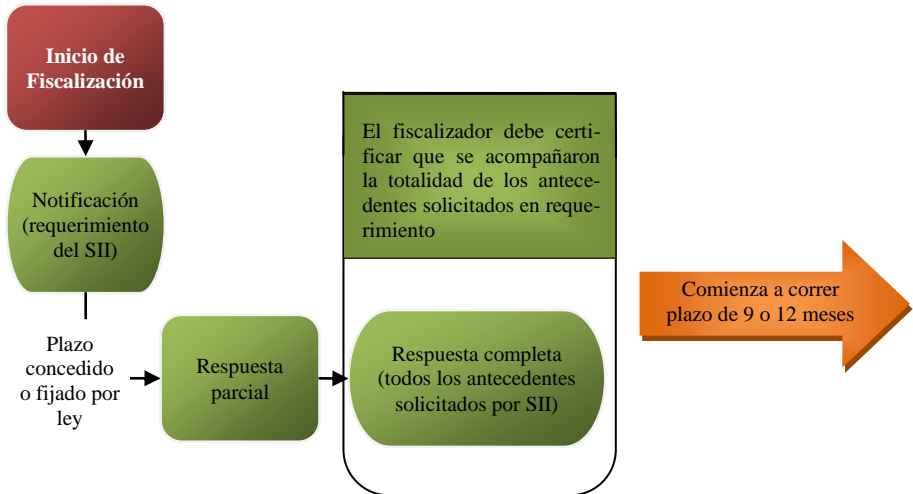 Inicio de
Fiscalización
Notificación
(requerimiento
del SII)
Plazo
concedido
o fijado por
ley
Respuesta
parcial
El fiscalizador debe certi-
ficar que se acompañaron
la totalidad de los antece-
dentes solicitados en reque-
rimiento
Respuesta completa
(todos los antecedentes
solicitados por SII)
Comienza a correr
plazo de 9 o 12 meses